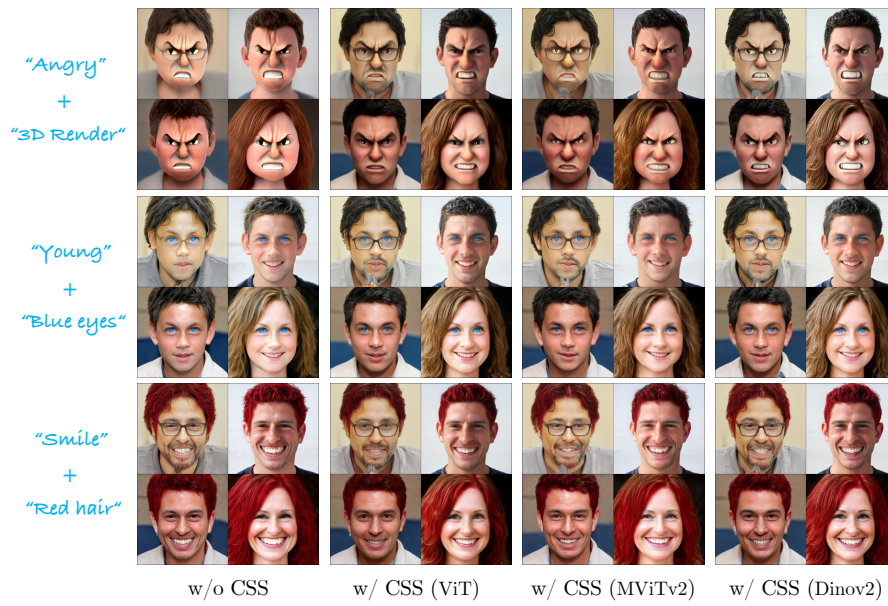 “Angry”
+
“3D Render“
“Young”
+
“Blue eyes“
“Smile”
+
“Red hair“
w/o CSS
w/ CSS (ViT)
w/ CSS (MViTv2)
w/ CSS (Dinov2)